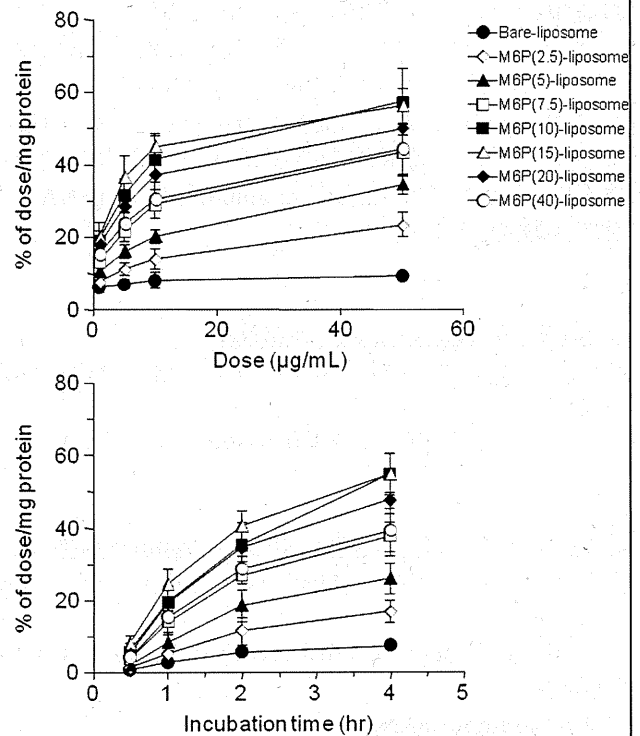 80
60
40
20
0
% of dose/mg protein
0
20
40
60
Dose (µg/mL)
Bare-liposome
M6P(2.5)-liposome
M6P(5)-liposome
M6P(7.5)-liposome
M6P(10)-liposome
M6P(15)-liposome
M6P(20)-liposome
M6P(40)-liposome
80
60
40
20
0
% of dose/mg protein
0
1
2
3
4
5
Incubation time (hr)